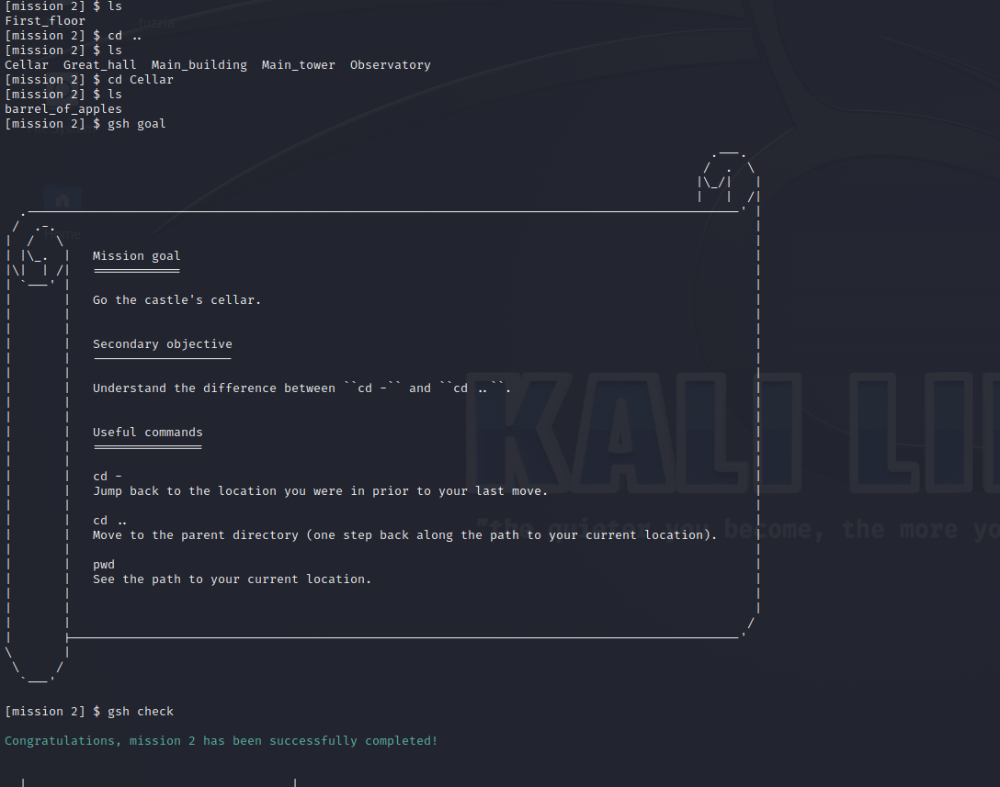 [mission 2] $ ls
First_floor
[mission 2] $ cd ..
[mission 2] $ ls
Cellar  Great_hall  Main_building  Main_tower  Observatory
[mission 2] $ cd Cellar
[mission 2] $ ls
barrel_of_apples
[mission 2] $ gsh goal
Home
Mission goal
Go the castle's cellar.
Secondary objective
Understand the difference between ``cd -`` and ``cd ..``.
Useful commands
KALI LI
cd -
Jump back to the location you were in prior to your last move.
cd ..
Move to the parent directory (one step back along the path to your current location).
"the quieter you become, the more yo
pwd
See the path to your current location.
[mission 2] $ gsh check
Congratulations, mission 2 has been successfully completed!